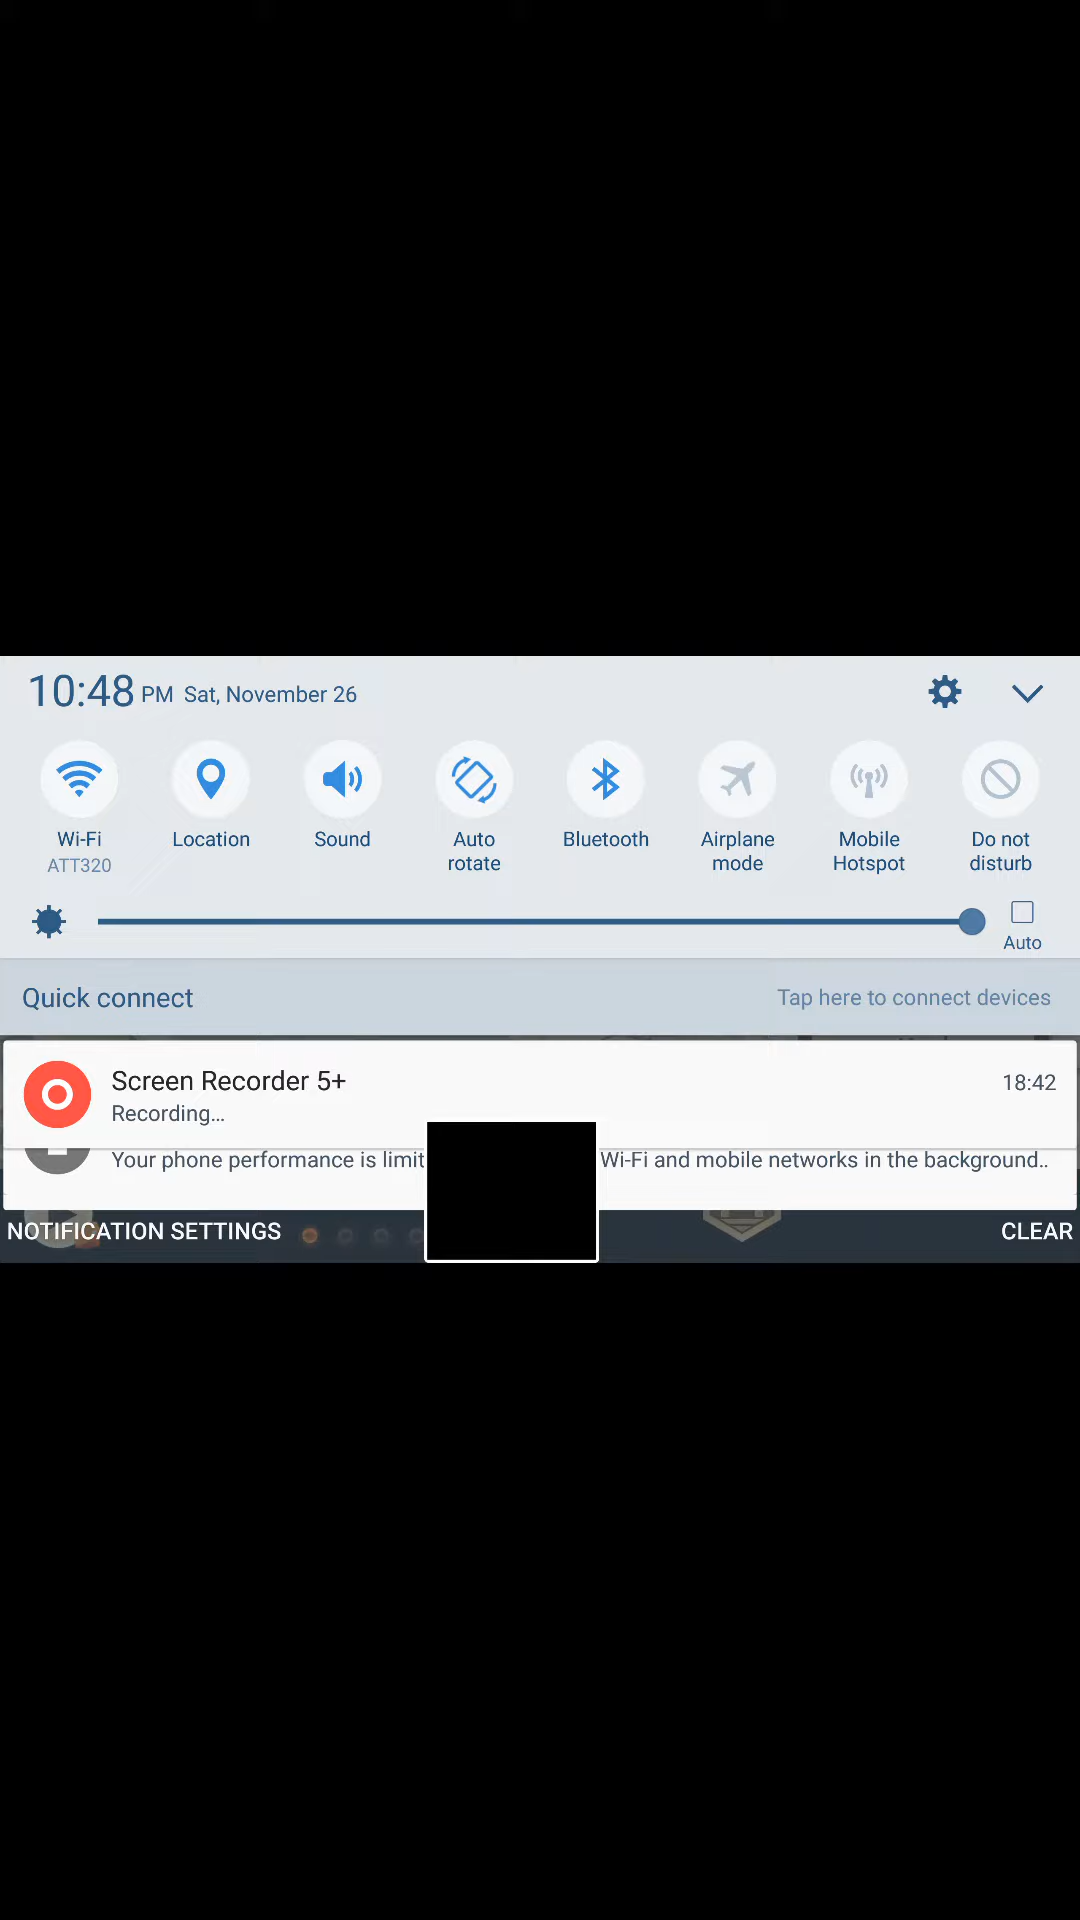 10:48 PM Sat, November 26
Wi-Fi Location Sound Auto rotate Bluetooth Airplane mode Mobile Hotspot Do not disturb
ATT320
Auto
Quick connect Tap here to connect devices
Screen Recorder 5+ 18:42
Recording...
Your phone performance is limit Wi-Fi and mobile networks in the background..
NOTIFICATION SETTINGS CLEAR